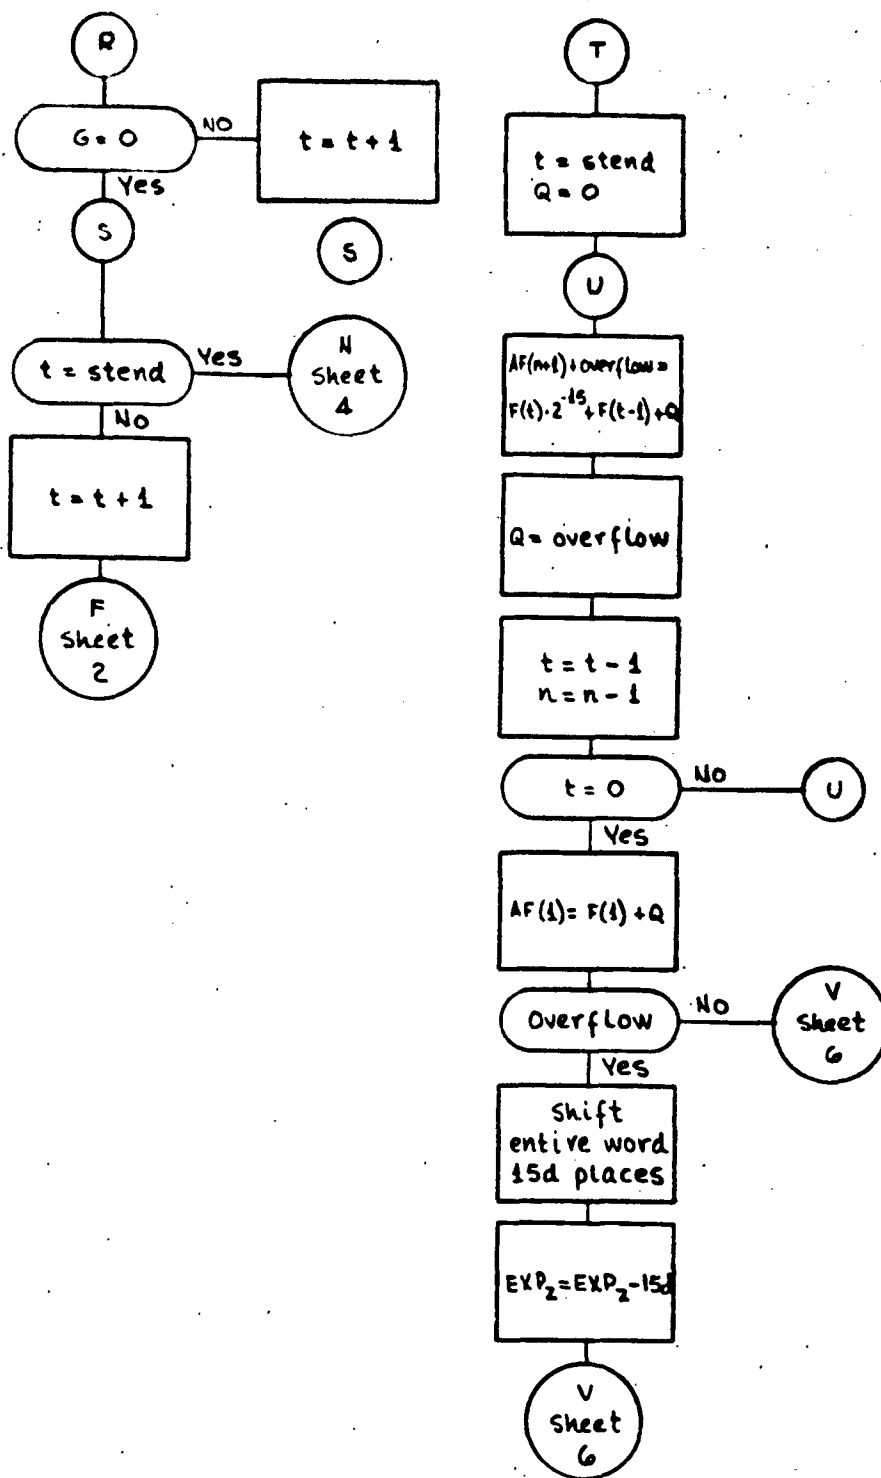 R
G = 0
NO
t = t + 1
Yes
S
S
t = stend
Yes
N
Sheet
4
NO
t = t + 1
F
Sheet
2
T
t = stend
Q = 0
U
AF(n+1) + overflow =
F(t)·2^-15 + F(t-1) + Q
Q = overflow
t = t - 1
n = n - 1
t = 0
NO
U
Yes
AF(1) = F(1) + Q
Overflow
NO
V
Sheet
6
Yes
Shift
entire word
15d places
EXP_z = EXP_z - 15d
V
Sheet
6